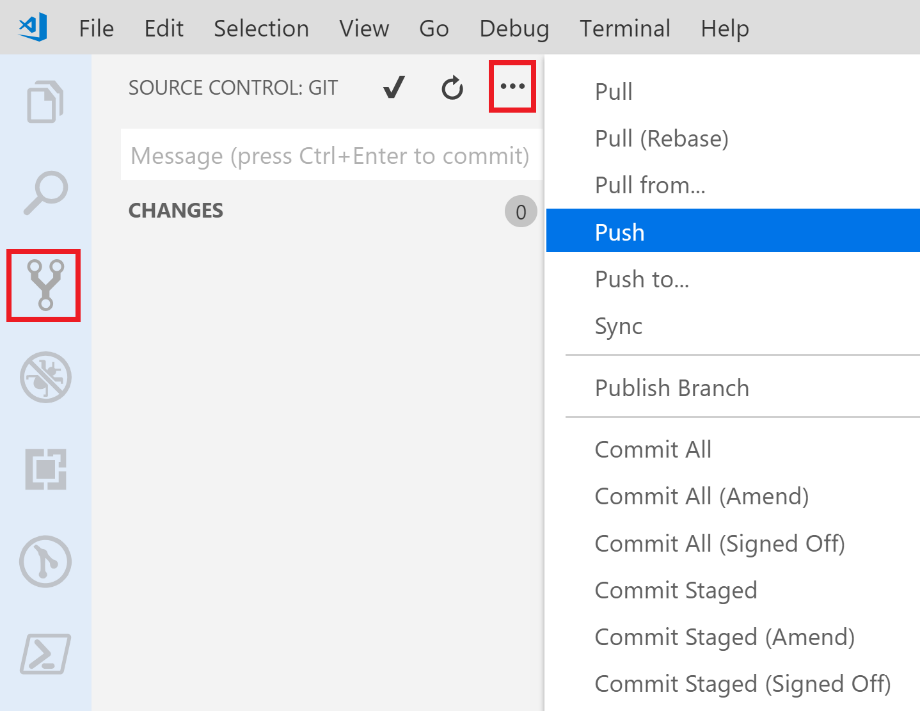 File Edit Selection View Go Debug Terminal Help
SOURCE CONTROL: GIT
Message (press Ctrl+Enter to commit)
CHANGES 0
Pull
Pull (Rebase)
Pull from...
Push
Push to...
Sync
Publish Branch
Commit All
Commit All (Amend)
Commit All (Signed Off)
Commit Staged
Commit Staged (Amend)
Commit Staged (Signed Off)